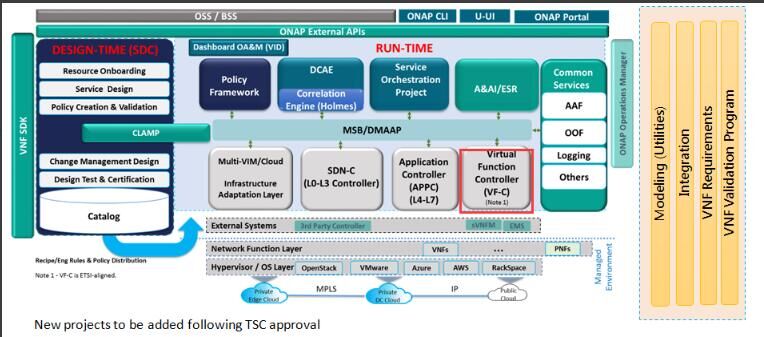 OSS / BSS
ONAP CLI
U-UI
ONAP Portal
ONAP External APIs
VNF SDK
DESIGN-TIME (SDC)
Resource Onboarding
Service Design
Policy Creation & Validation
CLAMP
Change Management Design
Design Test & Certification
Catalog
Recipe/Eng Rules & Policy Distribution
Note 1 - VF-C is ETSI-aligned.
Dashboard OA&M (VID)
RUN-TIME
Policy
Framework
DCAE
Correlation
Engine (Holmes)
Service
Orchestration
Project
A&AI/ESR
MSB/DMAAP
Multi-VIM/Cloud
Infrastructure
Adaptation Layer
SDN-C
(L0-L3 Controller)
Application
Controller
(APPC)
(L4-L7)
Virtual
Function
Controller
(VF-C)
(Note 1)
Common
Services
AAF
OOF
Logging
Others
ONAP Operations Manager
External Systems
3rd Party Controller
sVNFM
EMS
Network Function Layer
VNFs
...
PNFs
Hypervisor / OS Layer
OpenStack
VMware
Azure
AWS
RackSpace
Private
Edge Cloud
MPLS
Private
DC Cloud
IP
Public
Cloud
Managed
Environment
Modeling (Utilities)
Integration
VNF Requirements
VNF Validation Program
New projects to be added following TSC approval